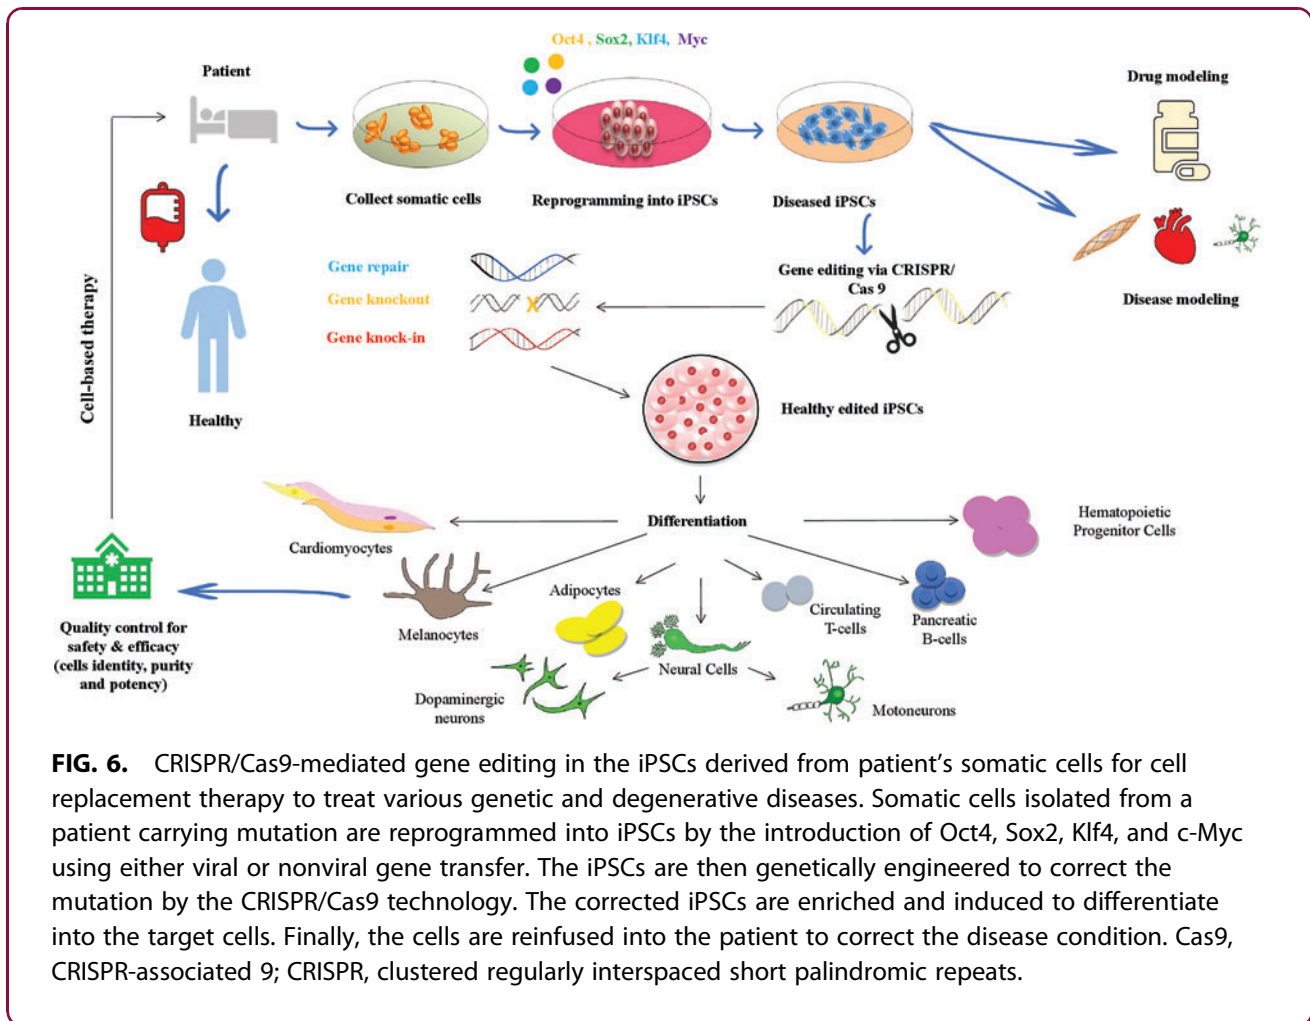 Oct4 , Sox2, Klf4, Myc
Patient
Drug modeling
Collect somatic cells
Reprogramming into iPSCs
Diseased iPSCs
Gene editing via CRISPR/
Cas 9
Disease modeling
Gene repair
Gene knockout
Gene knock-in
Cell-based therapy
Healthy
Healthy edited iPSCs
Differentiation
Cardiomyocytes
Hematopoietic
Progenitor Cells
Melanocytes
Adipocytes
Circulating
T-cells
Pancreatic
B-cells
Neural Cells
Dopaminergic
neurons
Motoneurons
Quality control for
safety & efficacy
(cells identity, purity
and potency)
FIG. 6. CRISPR/Cas9-mediated gene editing in the iPSCs derived from patient's somatic cells for cell
replacement therapy to treat various genetic and degenerative diseases. Somatic cells isolated from a
patient carrying mutation are reprogrammed into iPSCs by the introduction of Oct4, Sox2, Klf4, and c-Myc
using either viral or nonviral gene transfer. The iPSCs are then genetically engineered to correct the
mutation by the CRISPR/Cas9 technology. The corrected iPSCs are enriched and induced to differentiate
into the target cells. Finally, the cells are reinfused into the patient to correct the disease condition. Cas9,
CRISPR-associated 9; CRISPR, clustered regularly interspaced short palindromic repeats.